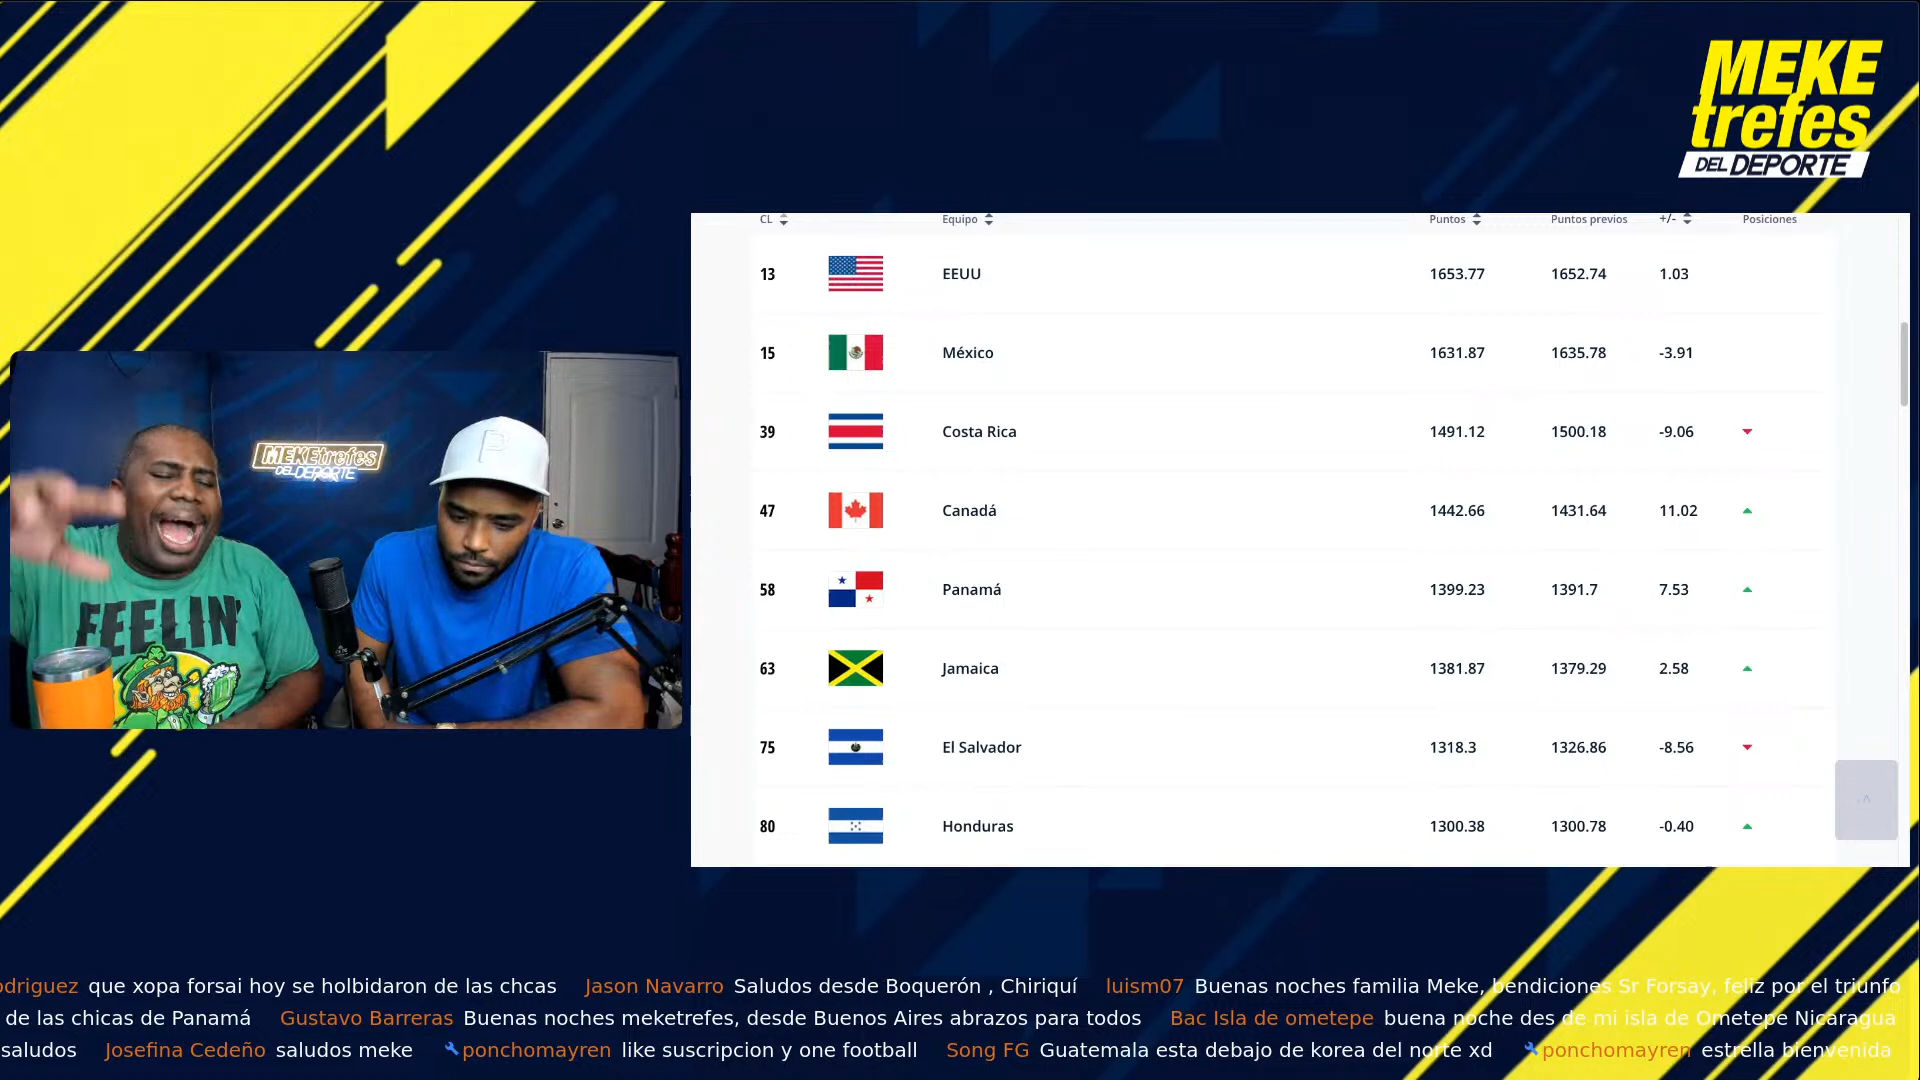 MEKE
trefes
DEL DEPORTE
CL Equipo Puntos Puntos previos +/- Posiciones
13 EEUU 1653.77 1652.74 1.03
15 México 1631.87 1635.78 -3.91
39 Costa Rica 1491.12 1500.18 -9.06
47 Canadá 1442.66 1431.64 11.02
58 Panamá 1399.23 1391.7 7.53
63 Jamaica 1381.87 1379.29 2.58
75 El Salvador 1318.3 1326.86 -8.56
80 Honduras 1300.38 1300.78 -0.40
MEKEtrefes
DEL DEPORTE
P
FEELIN'
odriguez que xopa forsai hoy se holbidaron de las chcas Jason Navarro Saludos desde Boquerón , Chiriquí luism07 Buenas noches familia Meke, bendiciones Sr Forsay, feliz por el triunfo
de las chicas de Panamá Gustavo Barreras Buenas noches meketrefes, desde Buenos Aires abrazos para todos Bac Isla de ometepe buena noche des de mi isla de Ometepe Nicaragua
saludos Josefina Cedeño saludos meke ponchomayren like suscripcion y one football Song FG Guatemala esta debajo de korea del norte xd ponchomayren estrella bienvenida